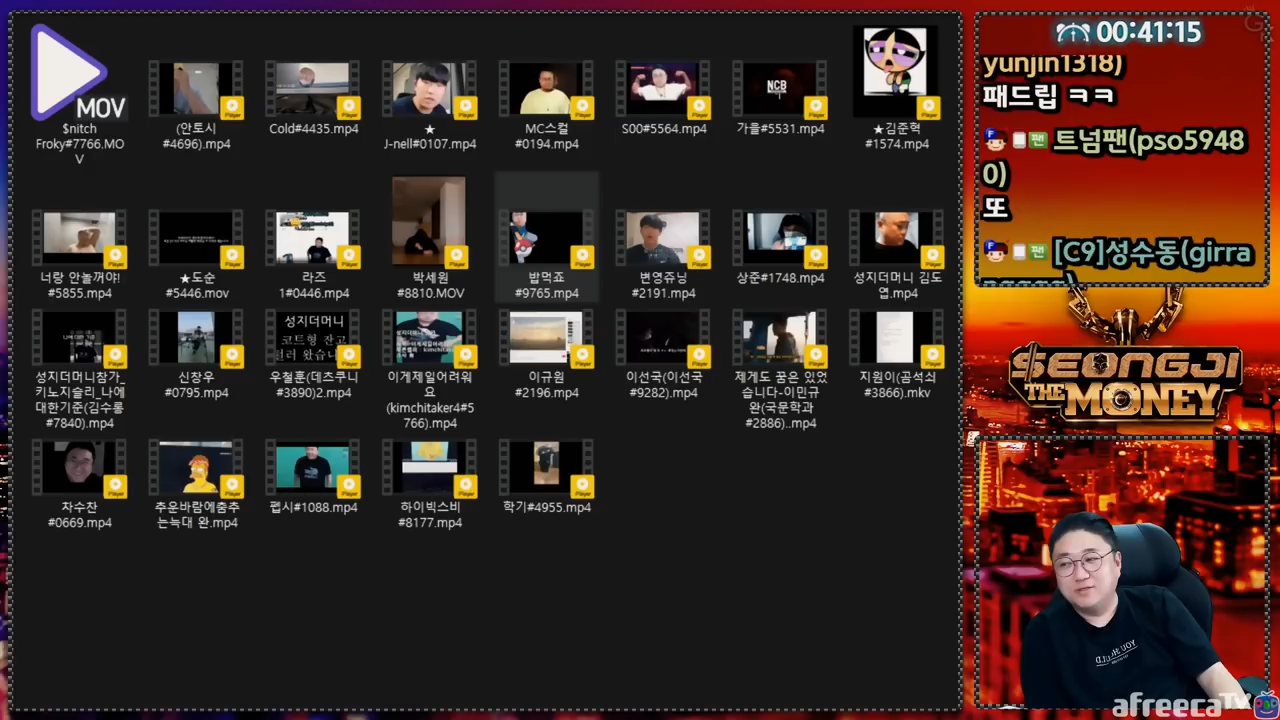 MOV
$nitch
Froky#7766.MO
V
(안토시
#4696).mp4
Cold#4435.mp4
★
J-nell#0107.mp4
MC스컬
#0194.mp4
S00#5564.mp4
NCB
가을#5531.mp4
★김준혁
#1574.mp4
너랑 안놀꺼야!
#5855.mp4
★도순
#5446.mov
라즈
1#0446.mp4
박세원
#8810.MOV
밥먹죠
#9765.mp4
변영쥬닝
#2191.mp4
상준#1748.mp4
성지더머니 김도
엽.mp4
성지더머니참가_
키노지슬리_나에
대한기준(김수롱
#7840).mp4
신창우
#0795.mp4
성지더머니
우철훈(데츠쿠니
#3890)2.mp4
이게제일어려워
요
(kimchitaker4#5
766).mp4
이규원
#2196.mp4
이선국(이선국
#9282).mp4
제게도 꿈은 있었
습니다-이민규
완(국문학과
#2886)..mp4
지원이(곰석쇠
#3866).mkv
차수찬
#0669.mp4
추운바람에춤추
는늑대 완.mp4
펩시#1088.mp4
하이빅스비
#8177.mp4
학기#4955.mp4
00:41:15
yunjin1318)
패드립 ㅋㅋ
팬 트넘팬(pso5948
0)
또
팬 [C9]성수동(girra
$EONGJI
THE MONEY
afreecaTV